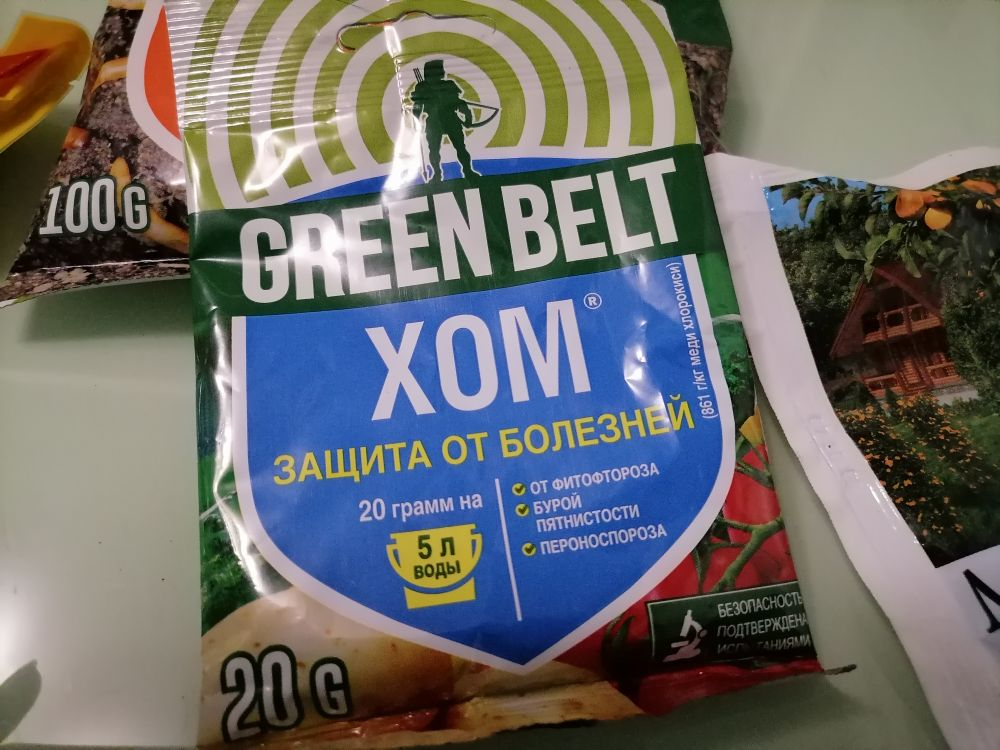 100 G
GREEN BELT
ХОМ®
(861 г/кг меди хлорокиси)
ЗАЩИТА ОТ БОЛЕЗНЕЙ
20 грамм на
5 л
ВОДЫ
ОТ ФИТОФТОРОЗА
БУРОЙ
ПЯТНИСТОСТИ
ПЕРОНОСПОРОЗА
БЕЗОПАСНОСТЬ
ПОДТВЕРЖДЕНА
20 G